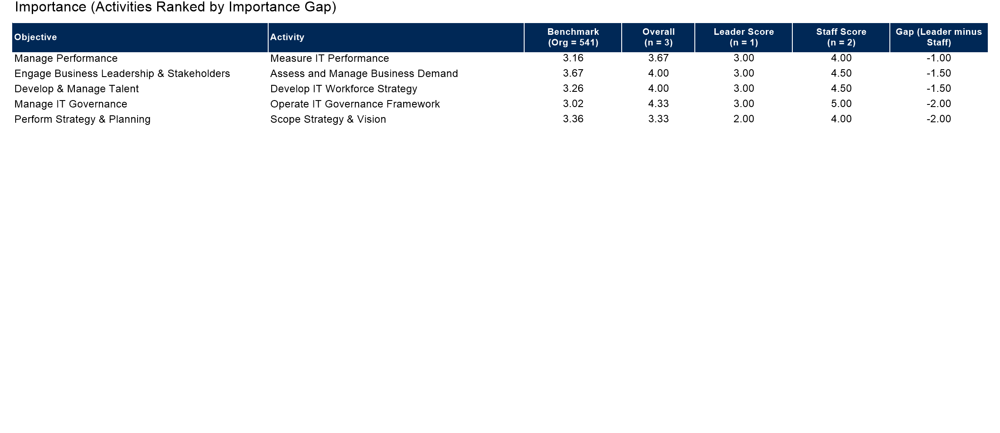 Importance (Activities Ranked by Importance Gap)
Objective Activity Benchmark (Org = 541) Overall (n = 3) Leader Score (n = 1) Staff Score (n = 2) Gap (Leader minus Staff)
Manage Performance Measure IT Performance 3.16 3.67 3.00 4.00 -1.00
Engage Business Leadership & Stakeholders Assess and Manage Business Demand 3.67 4.00 3.00 4.50 -1.50
Develop & Manage Talent Develop IT Workforce Strategy 3.26 4.00 3.00 4.50 -1.50
Manage IT Governance Operate IT Governance Framework 3.02 4.33 3.00 5.00 -2.00
Perform Strategy & Planning Scope Strategy & Vision 3.36 3.33 2.00 4.00 -2.00